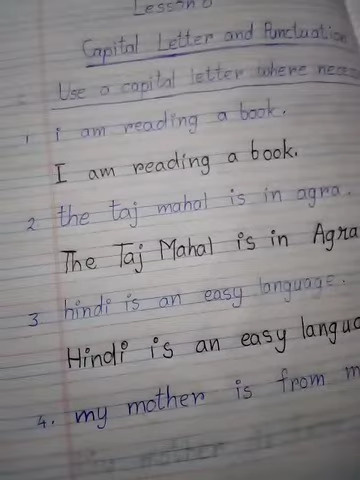 Lesson
Capital Letter and Punctuation
Use a capital letter where
1 i am reading a book.
I am reading a book.
2 the taj mahal is in agra.
The Taj Mahal is in Agra
3 hindi is an easy language.
Hindi is an easy
4. my mother is from